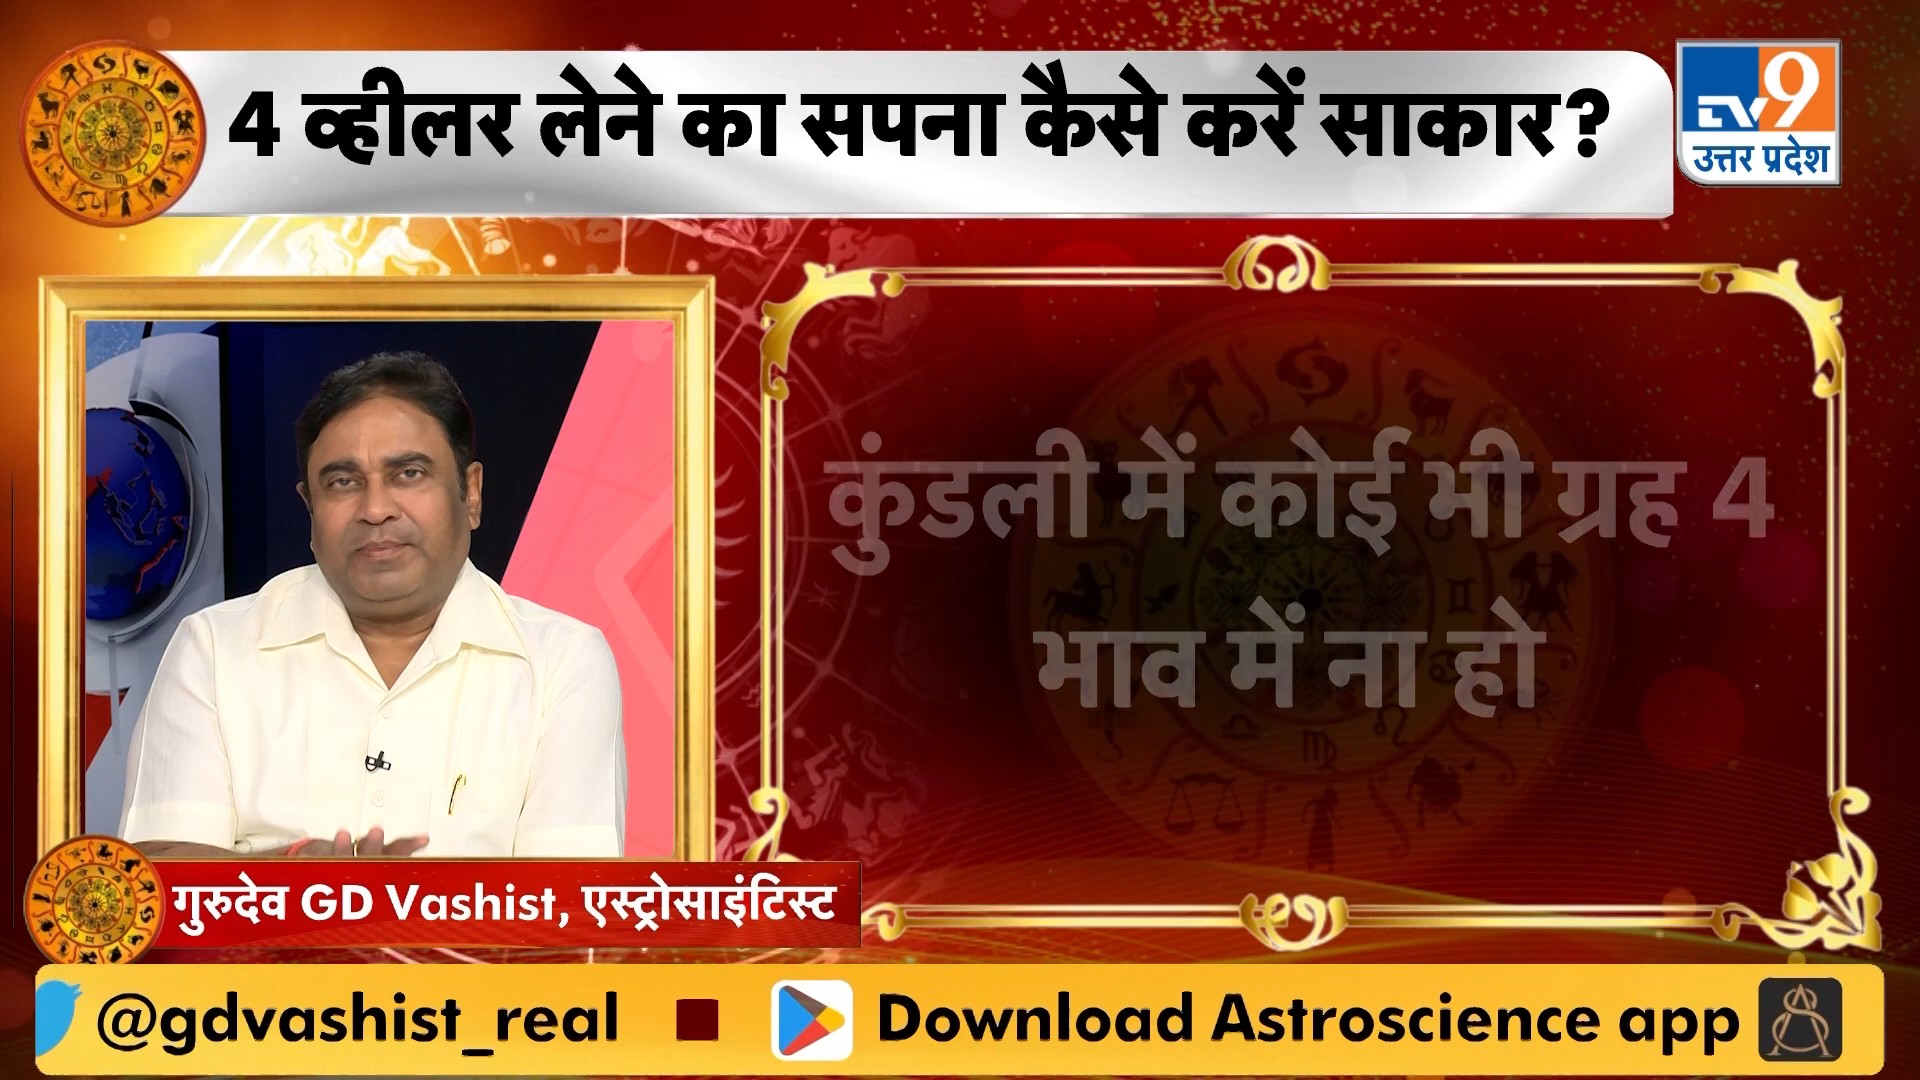 4 व्हीलर लेने का सपना कैसे करें साकार?
TV9
उत्तर प्रदेश
कुंडली में कोई भी ग्रह 4
भाव में ना हो
गुरुदेव GD Vashist, एस्ट्रोसाइंटिस्ट
@gdvashist_real
Download Astroscience app